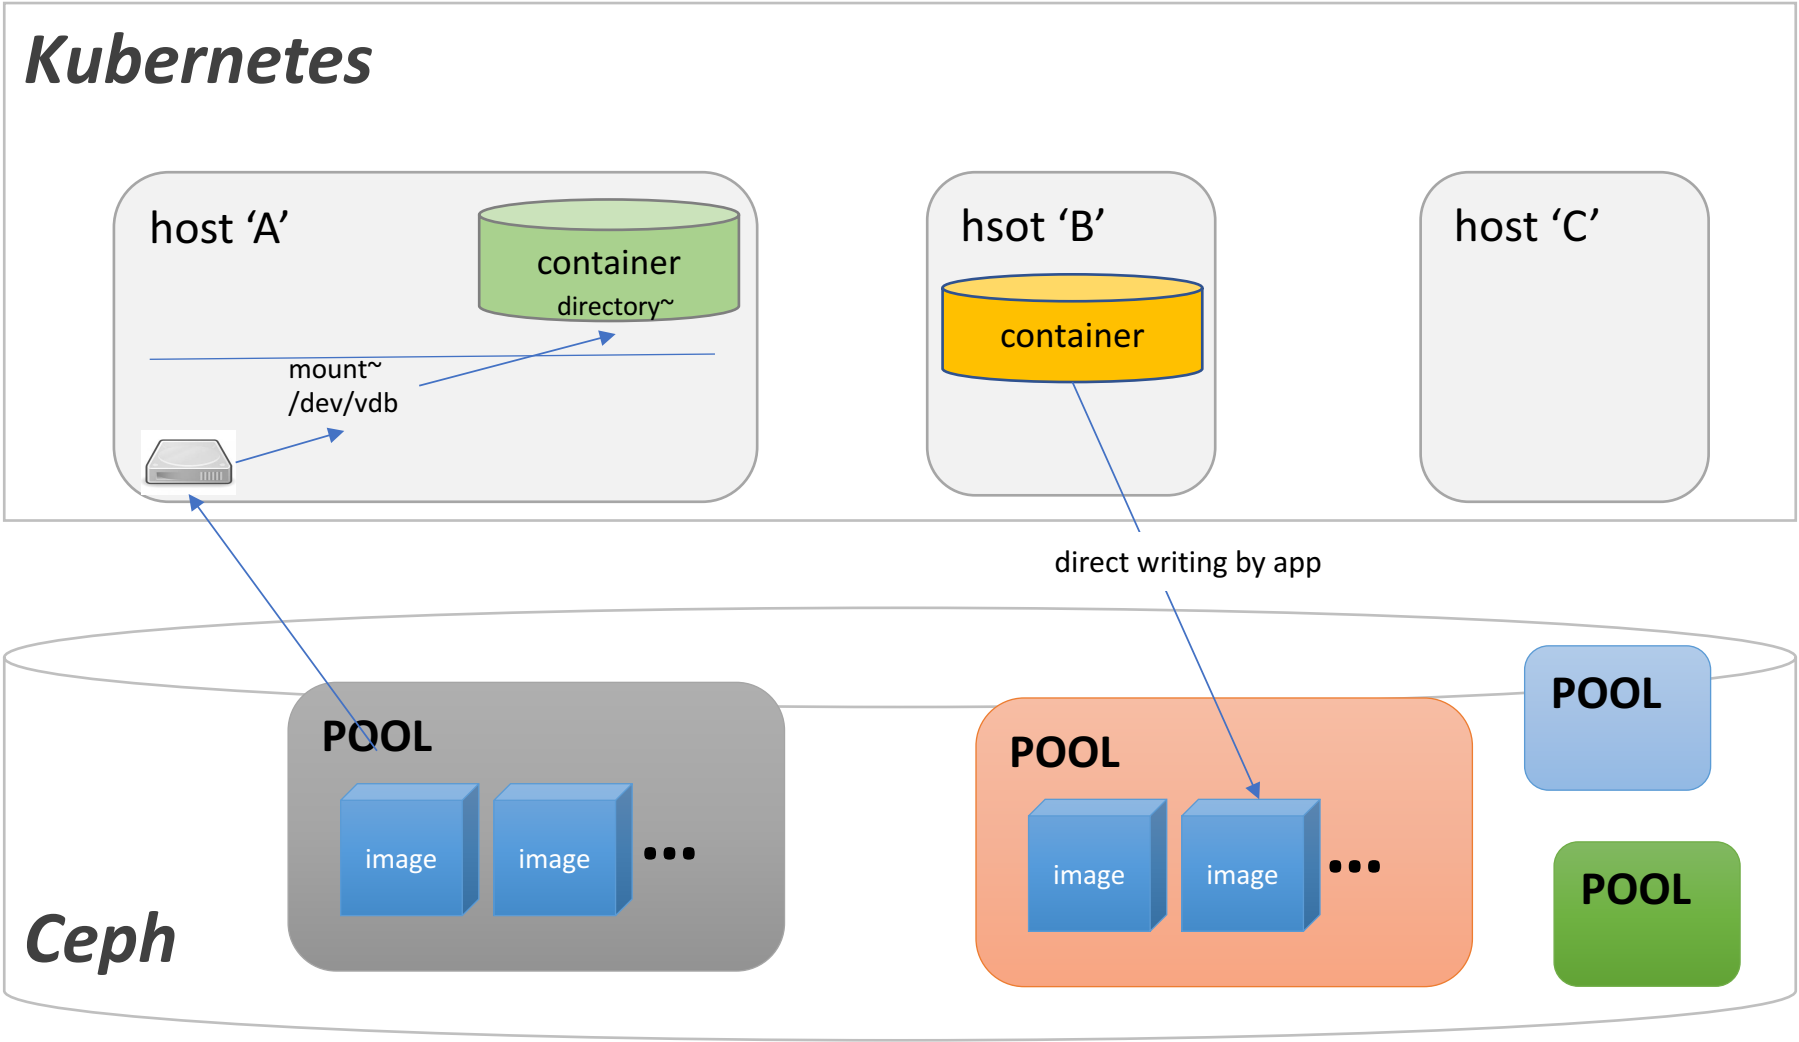 Kubernetes
host ‘A’
container
directory~
mount~
/dev/vdb
hsot ‘B’
container
host ‘C’
direct writing by app
POOL
image
image
...
POOL
image
image
...
POOL
POOL
Ceph